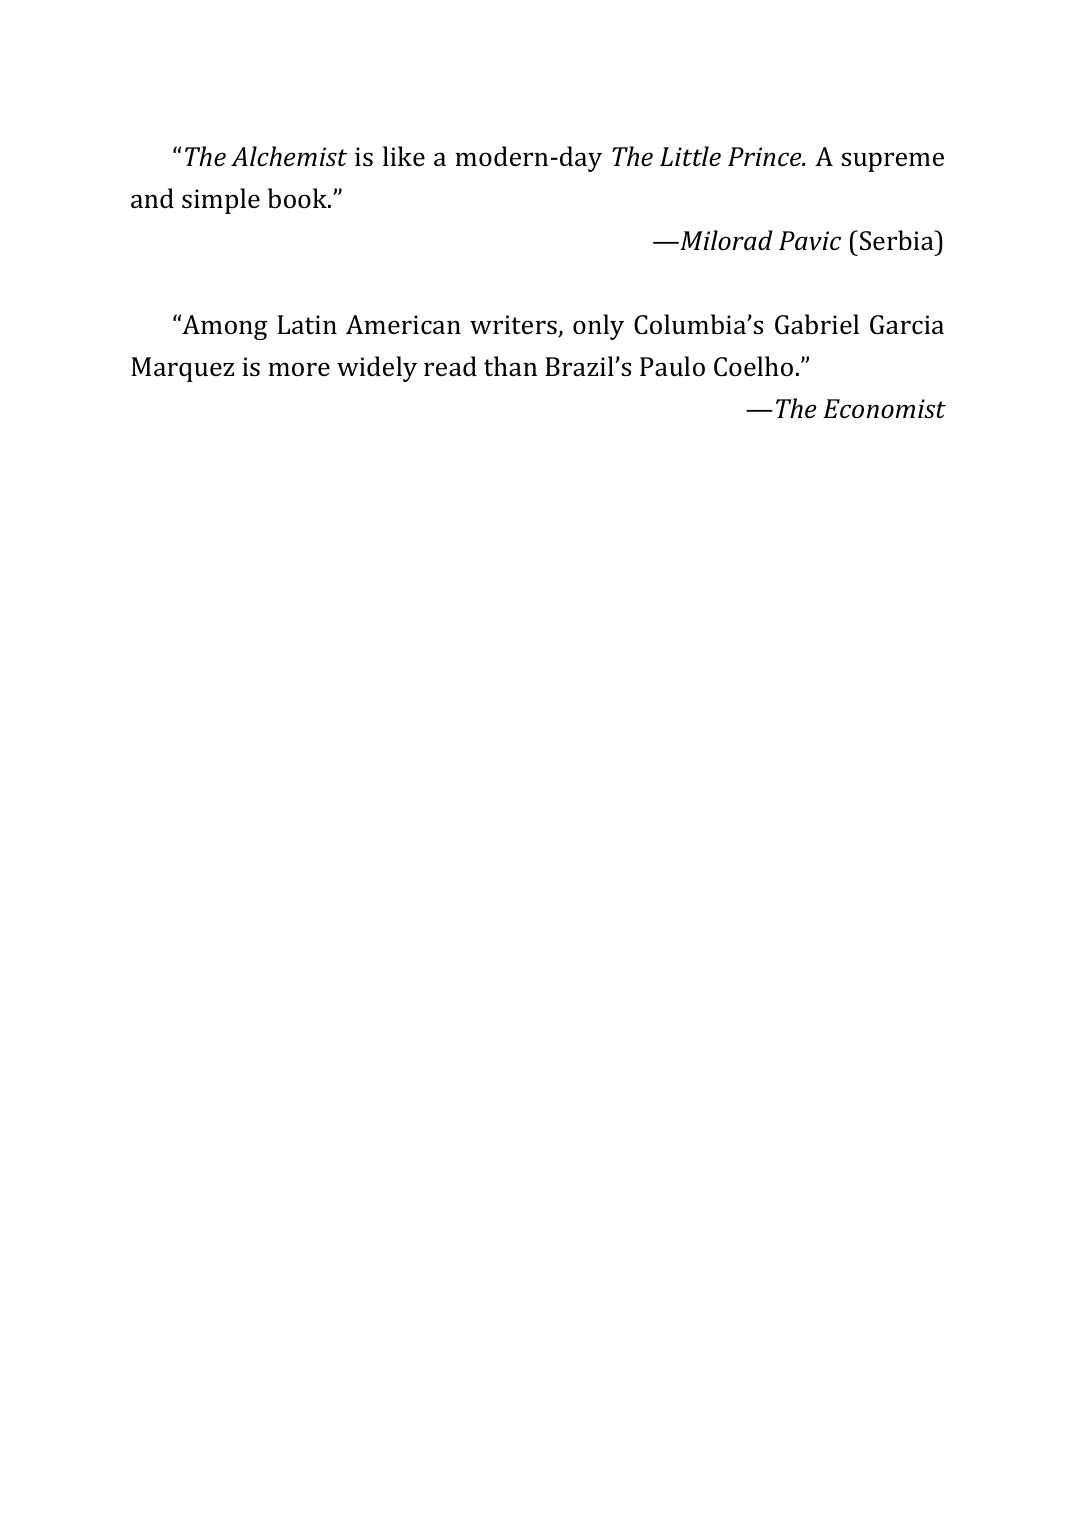 “The Alchemist is like a modern-day The Little Prince. A supreme
and simple book.”
—Milorad Pavic (Serbia)
“Among Latin American writers, only Columbia’s Gabriel Garcia
Marquez is more widely read than Brazil’s Paulo Coelho.”
—The Economist